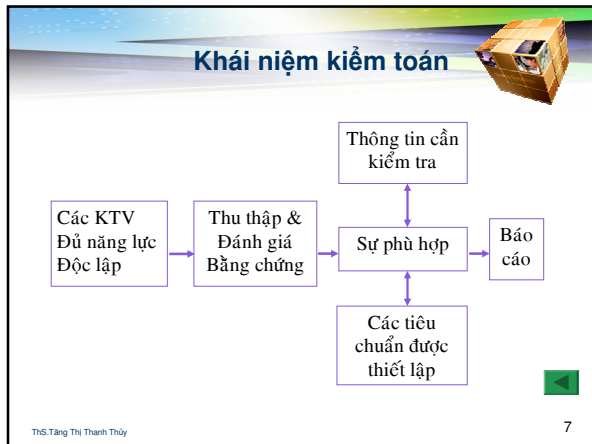 Khái niệm kiểm toán
Thông tin cần
kiểm tra
Các KTV
Đủ năng lực
Độc lập
Thu thập &
Đánh giá
Bằng chứng
Sự phù hợp
Báo
cáo
Các tiêu
chuẩn được
thiết lập
ThS.Tăng Thị Thanh Thủy
7